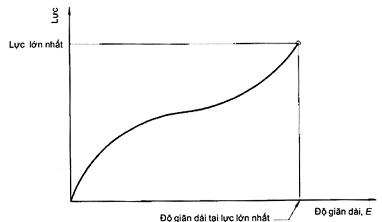 Lực
Lực lớn nhất
Độ giãn dài, E
Độ giãn dài tại lực lớn nhất